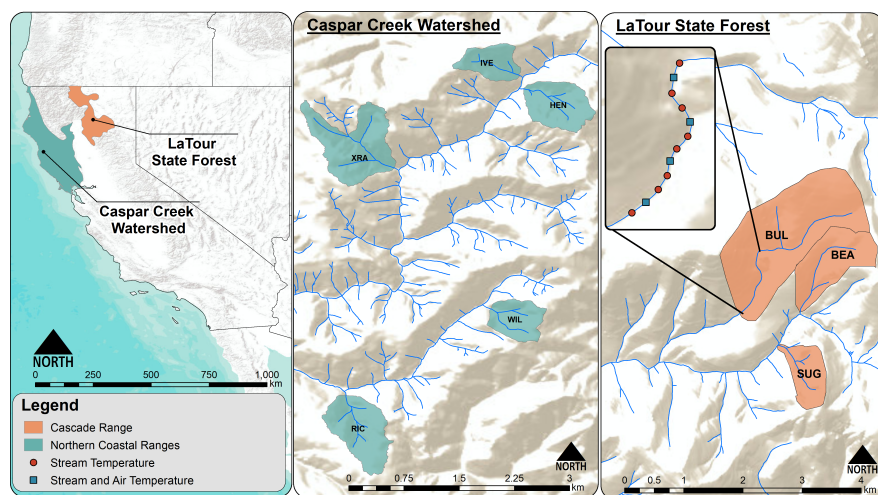 LaTour
State Forest
Caspar Creek
Watershed
NORTH
0 250 500 750 1,000
km
Legend
Cascade Range
Northern Coastal Ranges
Stream Temperature
Stream and Air Temperature
Caspar Creek Watershed
IVE
HEN
XRA
WIL
RIC
NORTH
0 0.75 1.5 2.25 3
km
LaTour State Forest
BUL
BEA
SUG
NORTH
0 0.5 1 2 3 4
km